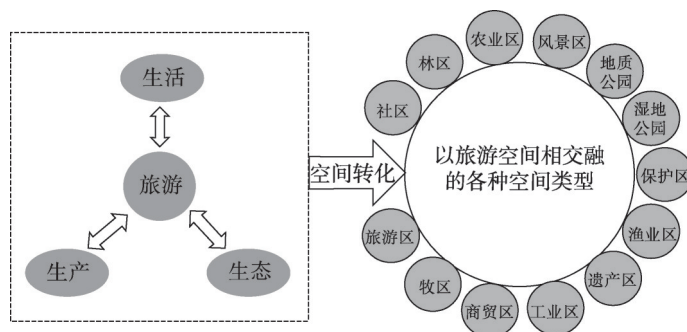 生活
旅游
生产
生态
空间转化
以旅游空间相交融
的各种空间类型
社区
林区
农业区
风景区
地质
公园
湿地
公园
保护区
渔业区
遗产区
工业区
商贸区
牧区
旅游区